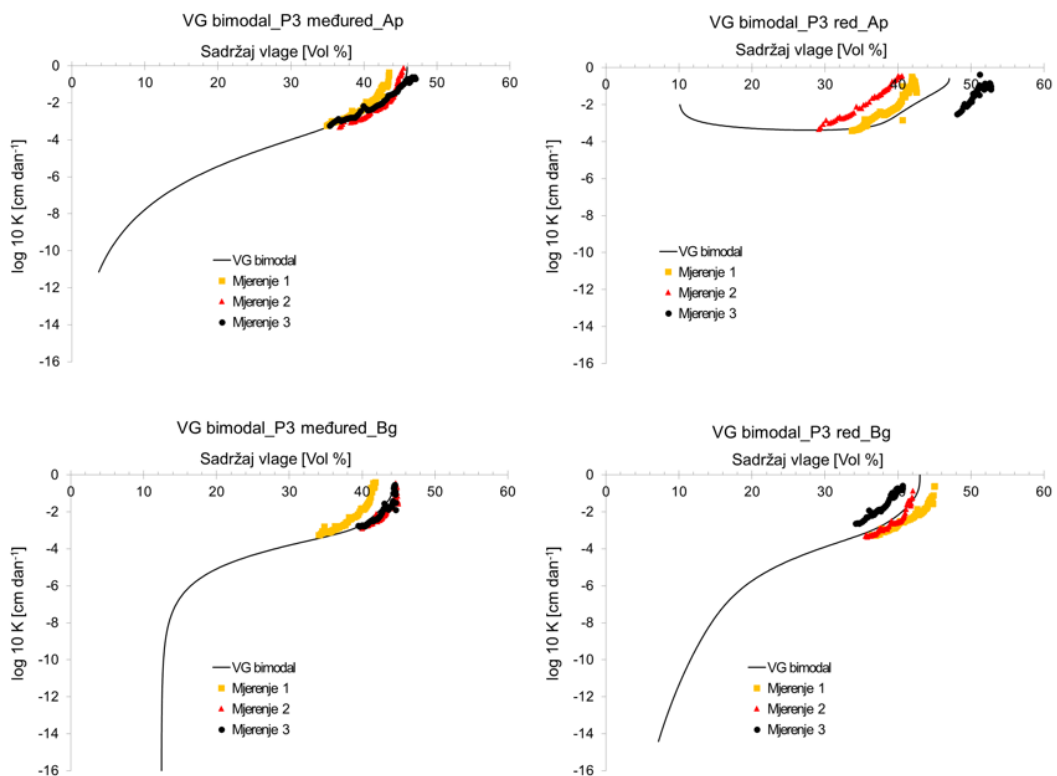 VG bimodal_P3 međured_Ap
Sadržaj vlage [Vol %]
0 10 20 30 40 50 60
0
-2
-4
-6
-8
-10
-12
-14
-16
log 10 K [cm dan⁻¹]
VG bimodal
Mjerenje 1
Mjerenje 2
Mjerenje 3
VG bimodal_P3 red_Ap
Sadržaj vlage [Vol %]
0 10 20 30 40 50 60
0
-2
-4
-6
-8
-10
-12
-14
-16
log 10 K [cm dan⁻¹]
VG bimodal
Mjerenje 1
Mjerenje 2
Mjerenje 3
VG bimodal_P3 međured_Bg
Sadržaj vlage [Vol %]
0 10 20 30 40 50 60
0
-2
-4
-6
-8
-10
-12
-14
-16
log 10 K [cm dan⁻¹]
VG bimodal
Mjerenje 1
Mjerenje 2
Mjerenje 3
VG bimodal_P3 red_Bg
Sadržaj vlage [Vol %]
0 10 20 30 40 50 60
0
-2
-4
-6
-8
-10
-12
-14
-16
log 10 K [cm dan⁻¹]
VG bimodal
Mjerenje 1
Mjerenje 2
Mjerenje 3